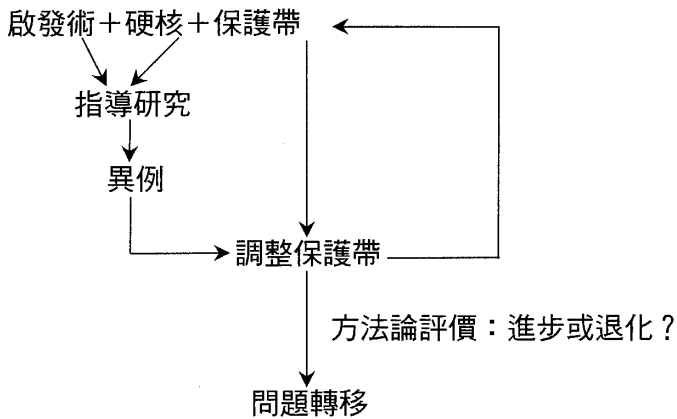 啟發術＋硬核＋保護帶
指導研究
異例
調整保護帶
方法論評價：進步或退化？
問題轉移